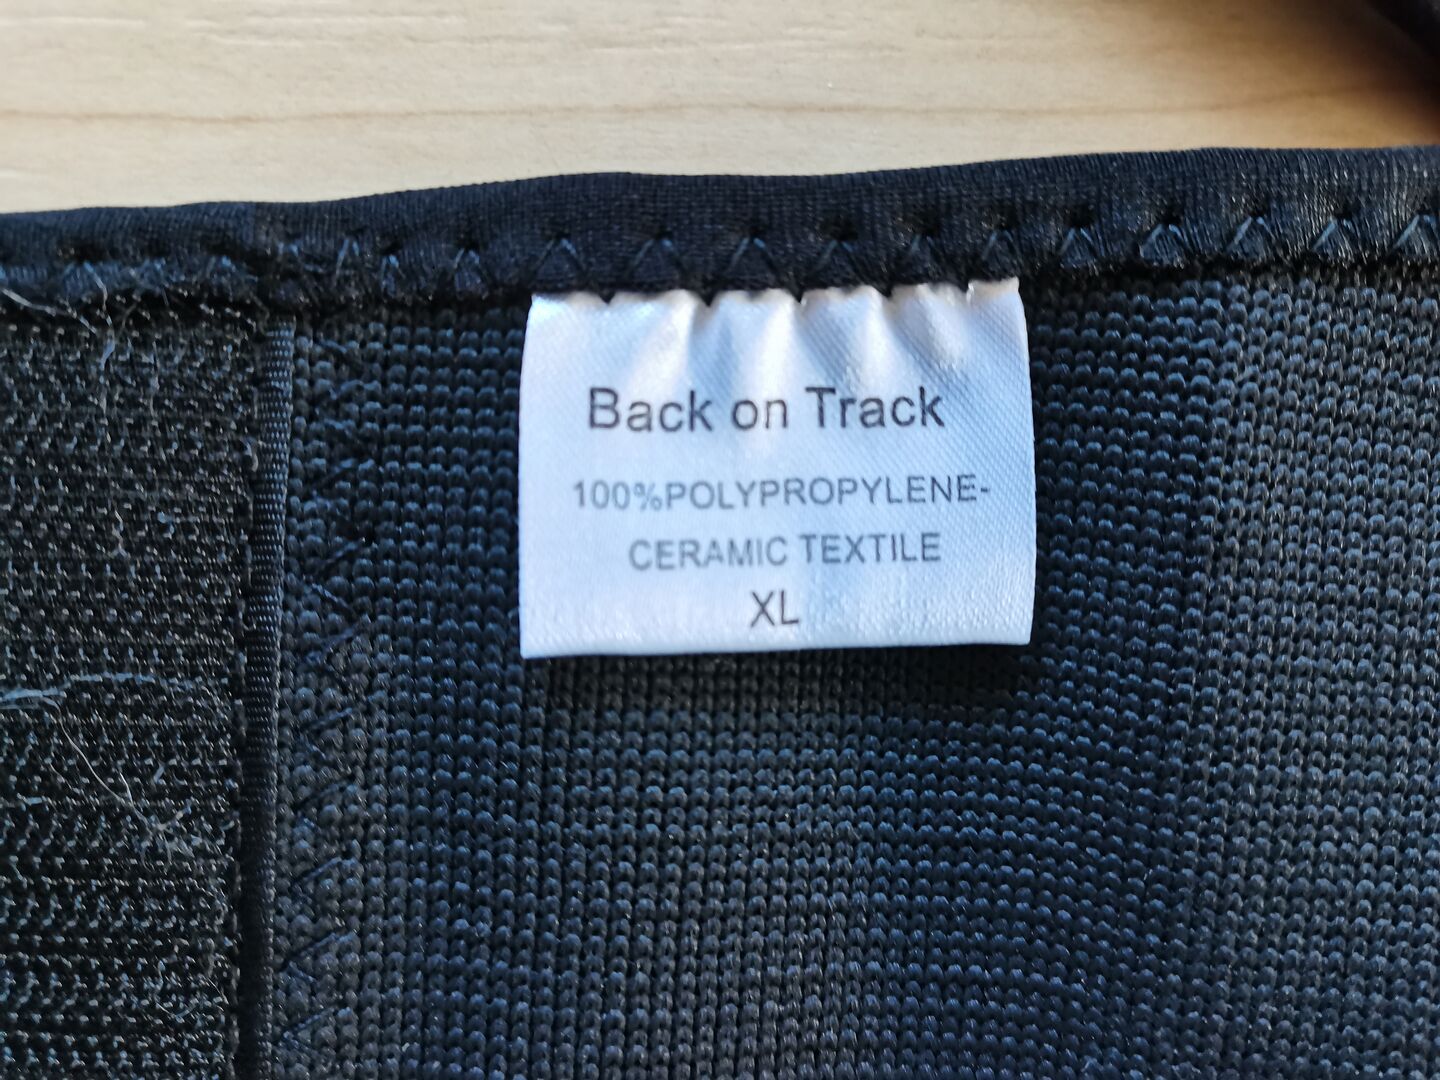 Back on Track
100%POLYPROPYLENE-
CERAMIC TEXTILE
XL